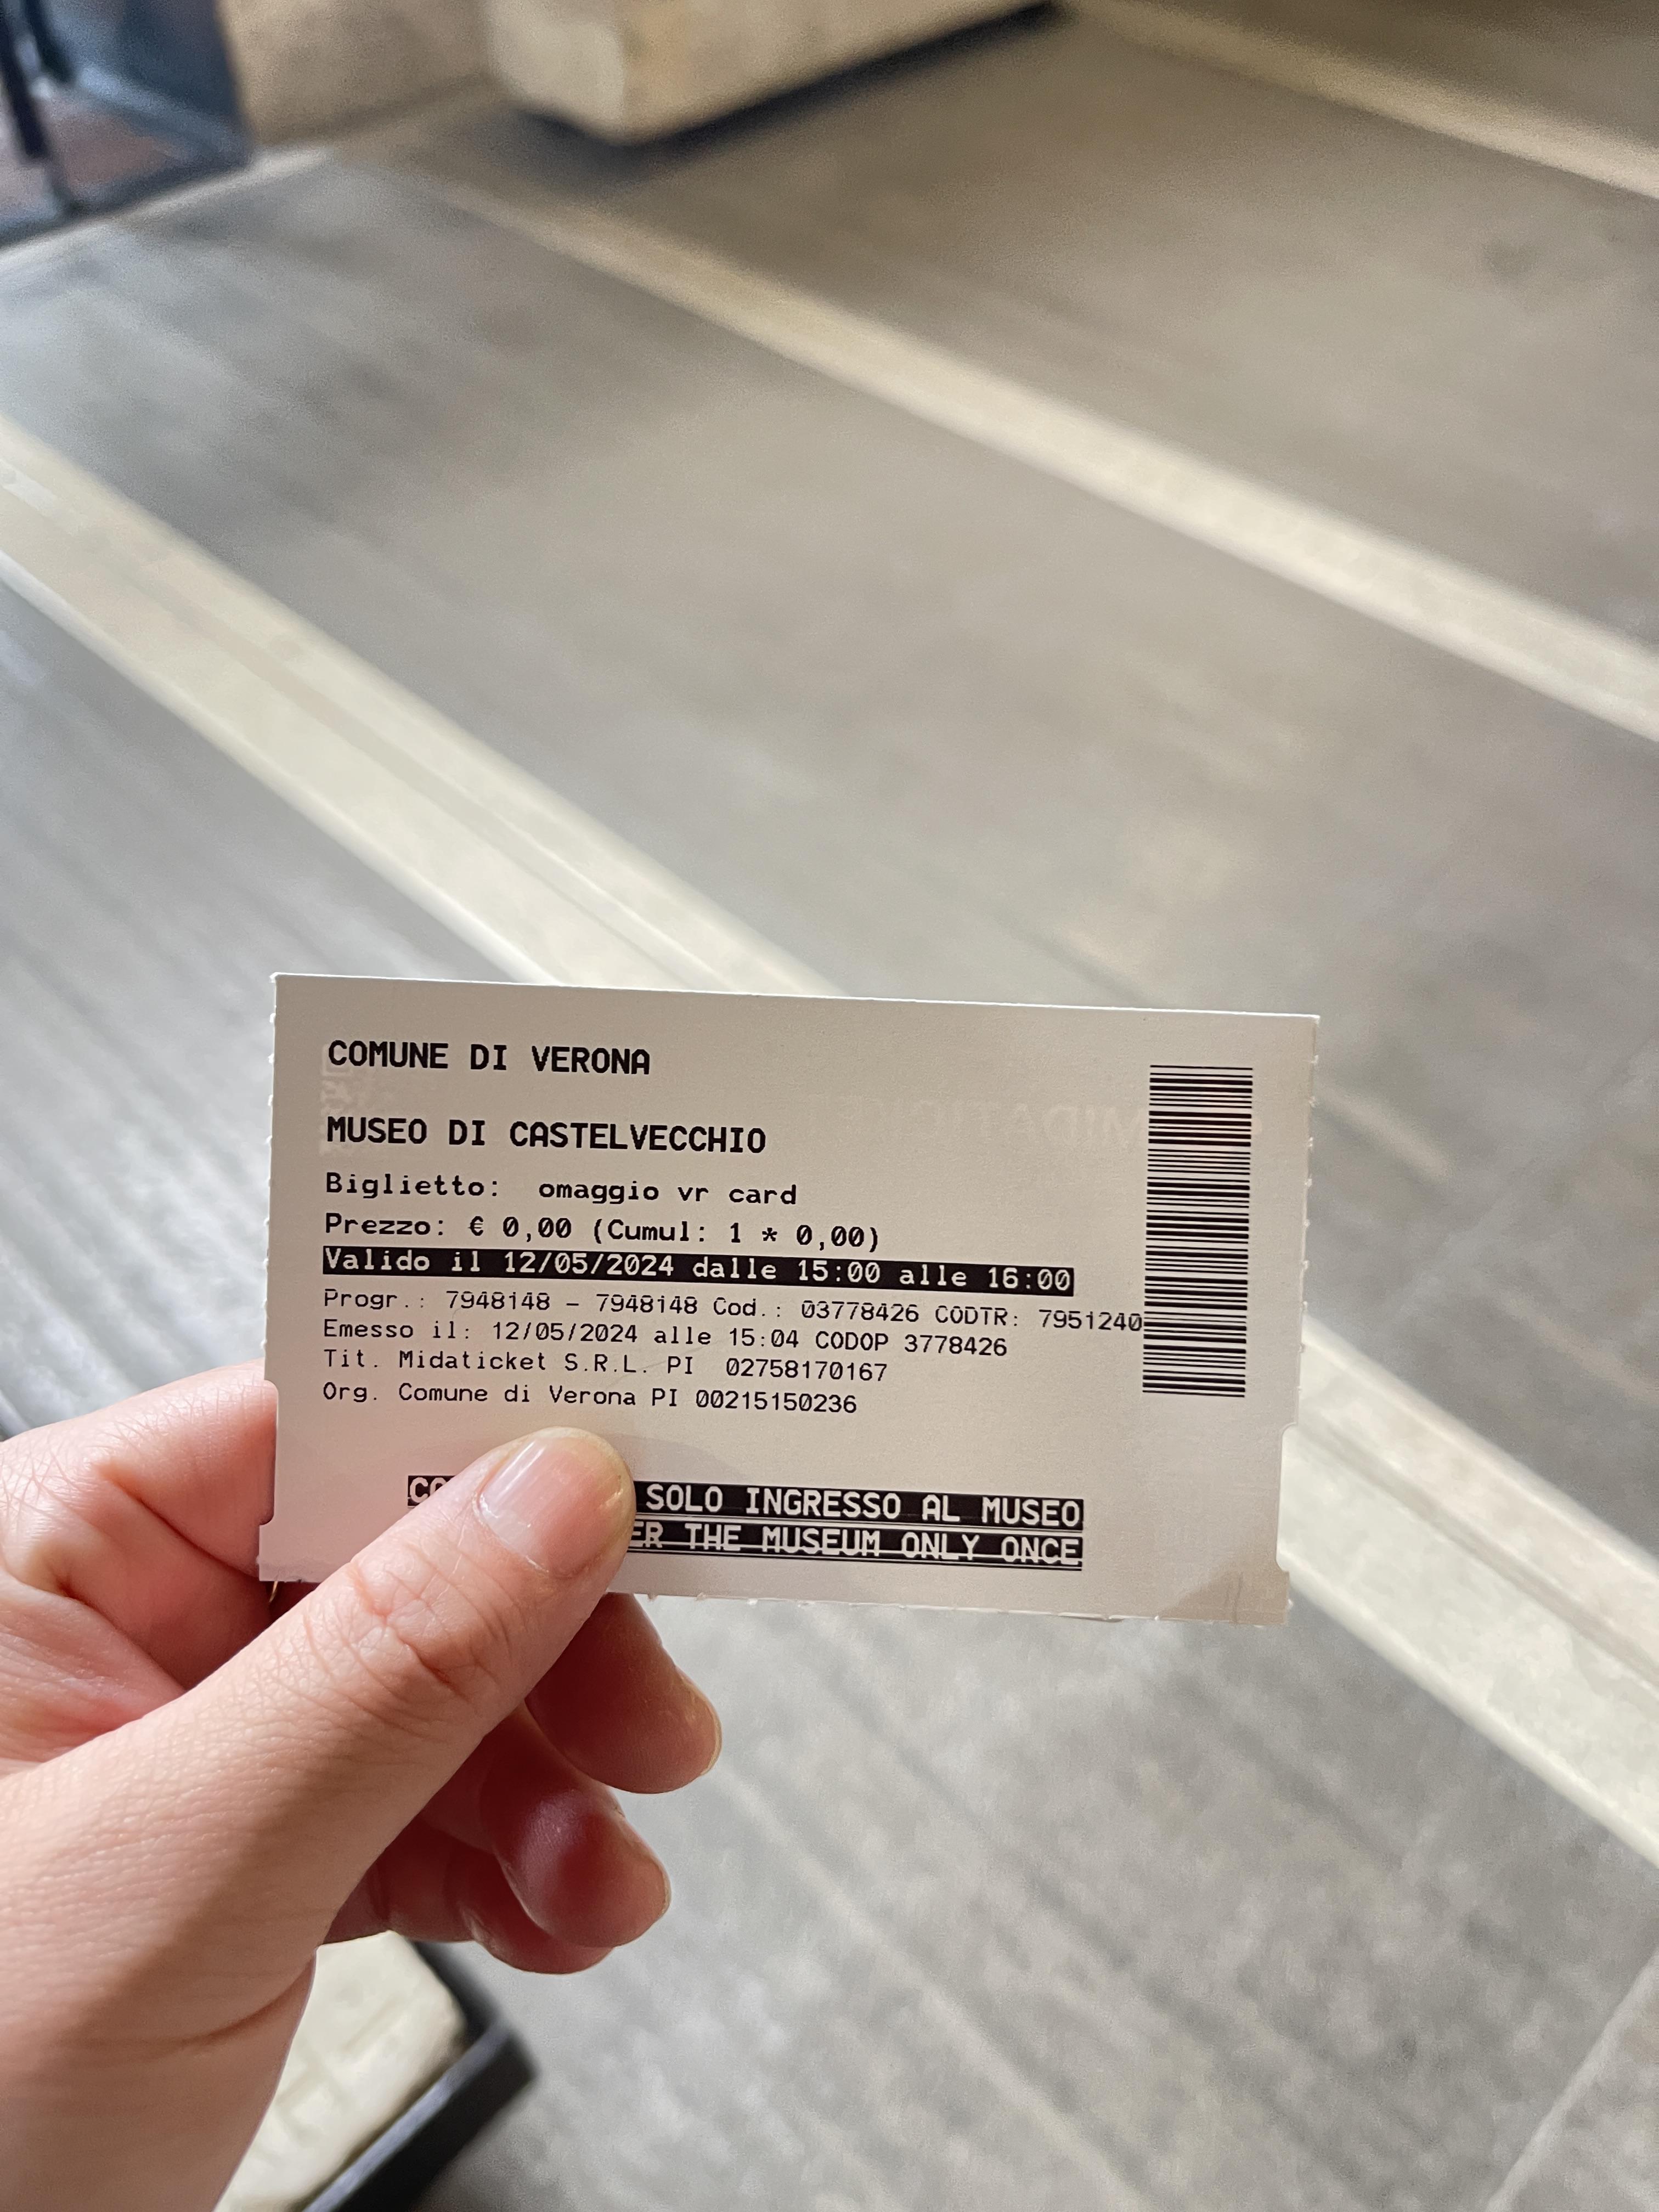 COMUNE DI VERONA
MUSEO DI CASTELVECCHIO
Biglietto: omaggio vr card
Prezzo: € 0,00 (Cumul: 1 * 0,00)
Valido il 12/05/2024 dalle 15:00 alle 16:00
Progr.: 7948148 - 7948148 Cod.: 03778426 CODTR: 7951240
Emesso il: 12/05/2024 alle 15:04 CODOP 3778426
Tit. Midaticket S.R.L. PI 02758170167
Org. Comune di Verona PI 00215150236
SOLO INGRESSO AL MUSEO
THE MUSEUM ONLY ONCE